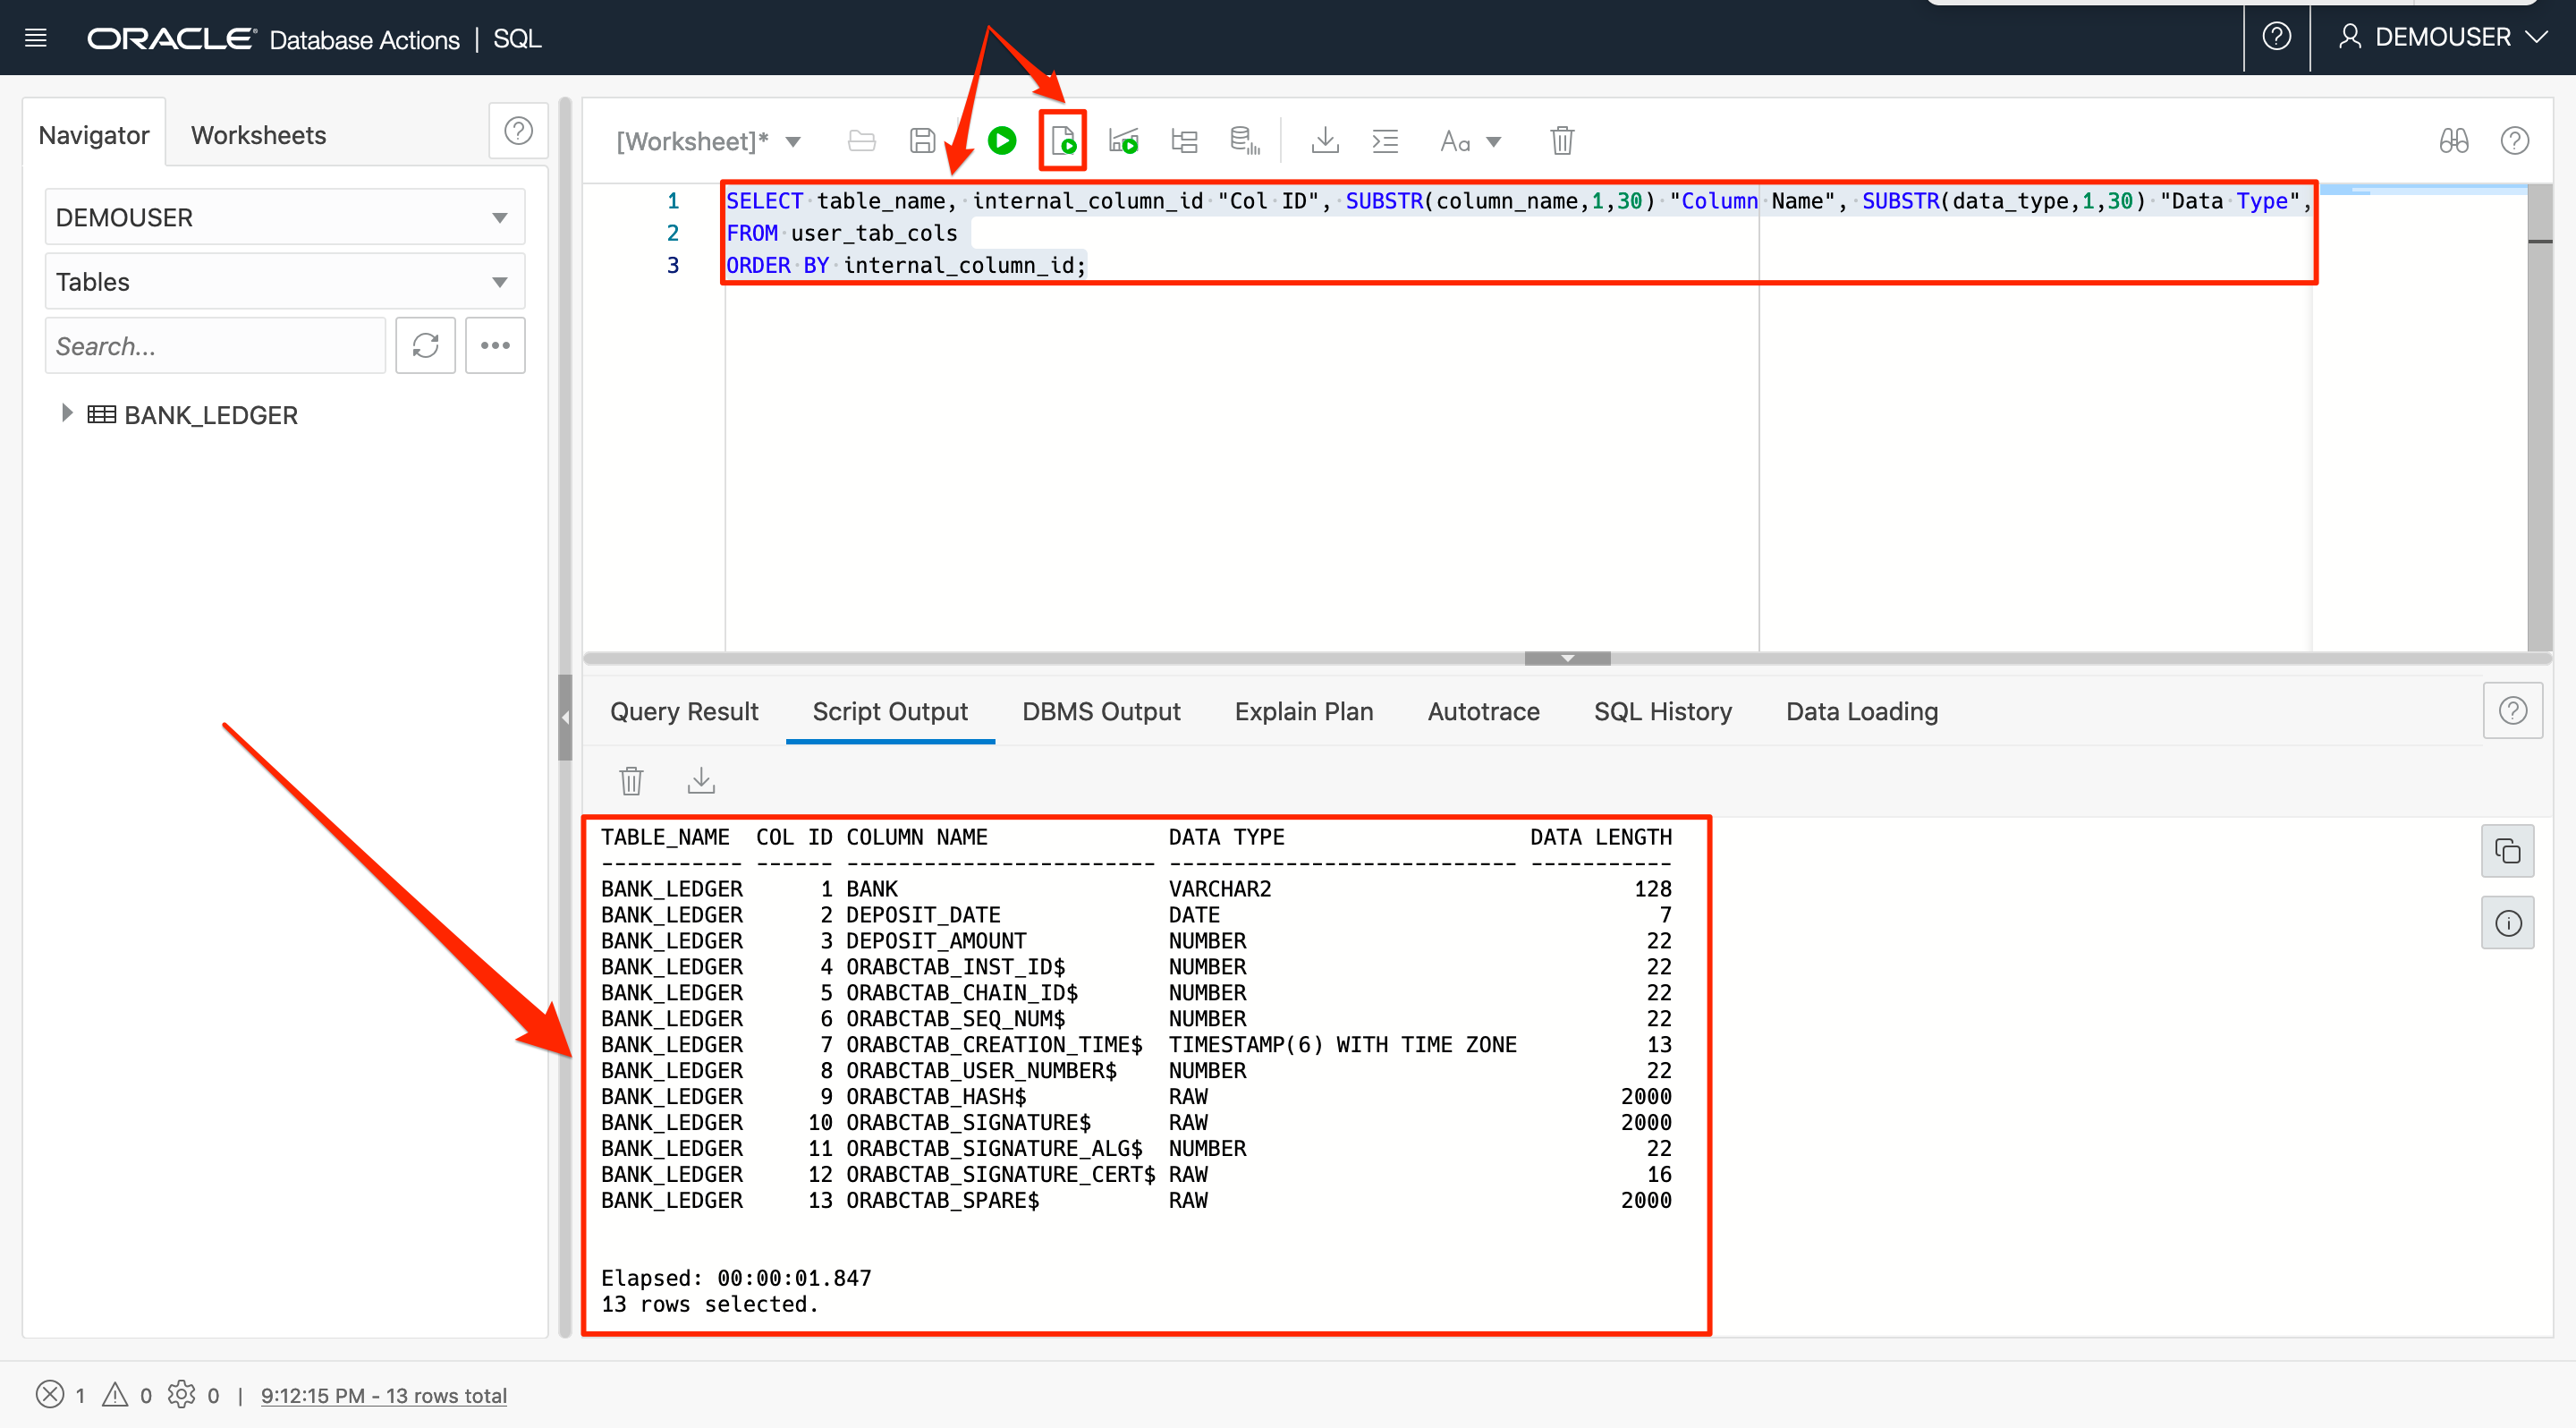 ORACLE Database Actions | SQL
DEMOUSER
Navigator
Worksheets
[Worksheet]*
Aa
DEMOUSER
Tables
Search...
BANK_LEDGER
1 SELECT table_name, internal_column_id "Col ID", SUBSTR(column_name,1,30) "Column Name", SUBSTR(data_type,1,30) "Data Type",
2 FROM user_tab_cols
3 ORDER BY internal_column_id;
Query Result
Script Output
DBMS Output
Explain Plan
Autotrace
SQL History
Data Loading
TABLE_NAME COL ID COLUMN NAME DATA TYPE DATA LENGTH
----------- ------ ------------------------ --------------------------- -----------
BANK_LEDGER 1 BANK VARCHAR2 128
BANK_LEDGER 2 DEPOSIT_DATE DATE 7
BANK_LEDGER 3 DEPOSIT_AMOUNT NUMBER 22
BANK_LEDGER 4 ORABCTAB_INST_ID$ NUMBER 22
BANK_LEDGER 5 ORABCTAB_CHAIN_ID$ NUMBER 22
BANK_LEDGER 6 ORABCTAB_SEQ_NUM$ NUMBER 22
BANK_LEDGER 7 ORABCTAB_CREATION_TIME$ TIMESTAMP(6) WITH TIME ZONE 13
BANK_LEDGER 8 ORABCTAB_USER_NUMBER$ NUMBER 22
BANK_LEDGER 9 ORABCTAB_HASH$ RAW 2000
BANK_LEDGER 10 ORABCTAB_SIGNATURE$ RAW 2000
BANK_LEDGER 11 ORABCTAB_SIGNATURE_ALG$ NUMBER 22
BANK_LEDGER 12 ORABCTAB_SIGNATURE_CERT$ RAW 16
BANK_LEDGER 13 ORABCTAB_SPARE$ RAW 2000
Elapsed: 00:00:01.847
13 rows selected.
1 0 0 | 9:12:15 PM - 13 rows total